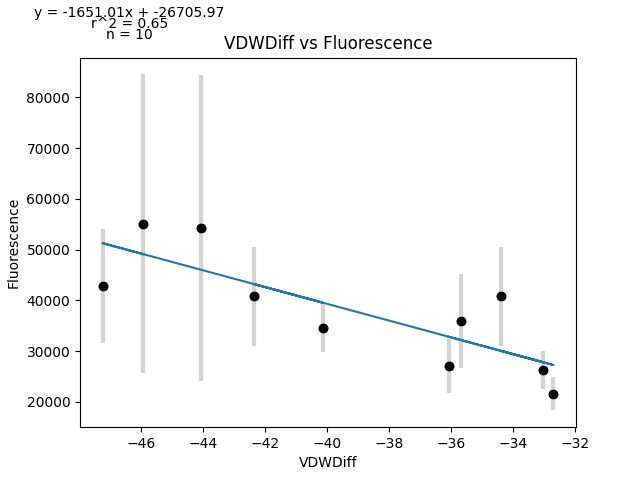 y = -1651.01x + -26705.97
r^2 = 0.65
n = 10
VDWDiff vs Fluorescence
80000
70000
60000
50000
40000
30000
20000
Fluorescence
−46
−44
−42
−40
−38
−36
−34
−32
VDWDiff